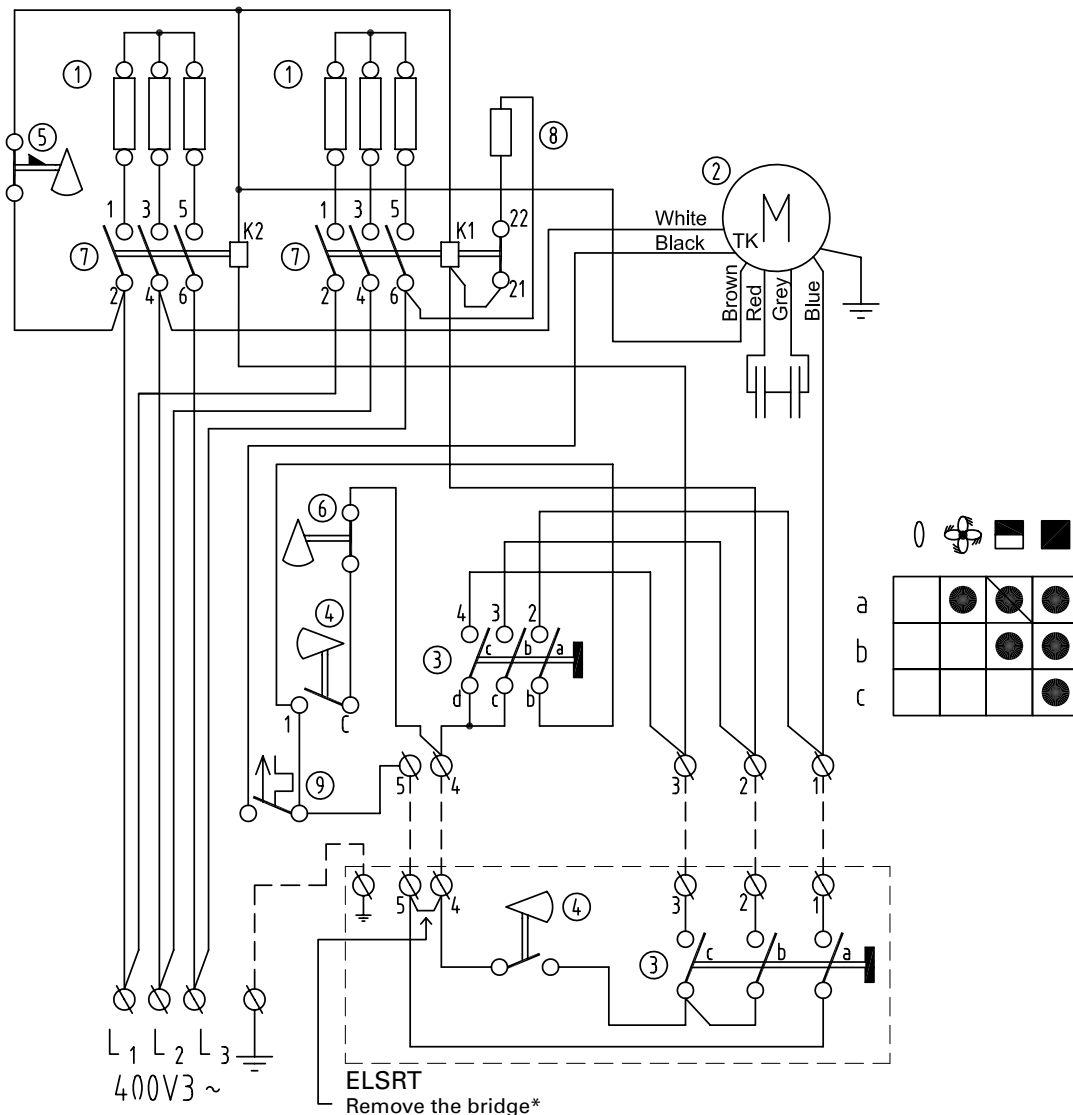 1 1
5 8
2
1 3 5 K2 1 3 5 K1 22 White
7 7 Black TK M
2 4 6 2 4 6 21
Brown Red Grey Blue
6
4 4 3 2
3 c b a
1 C d c b
a
b
c
9 5 4 3 2 1
5 4 4 3 2 1
3 c b a
L1 L2 L3
400V3 ~
ELSRT
Remove the bridge*